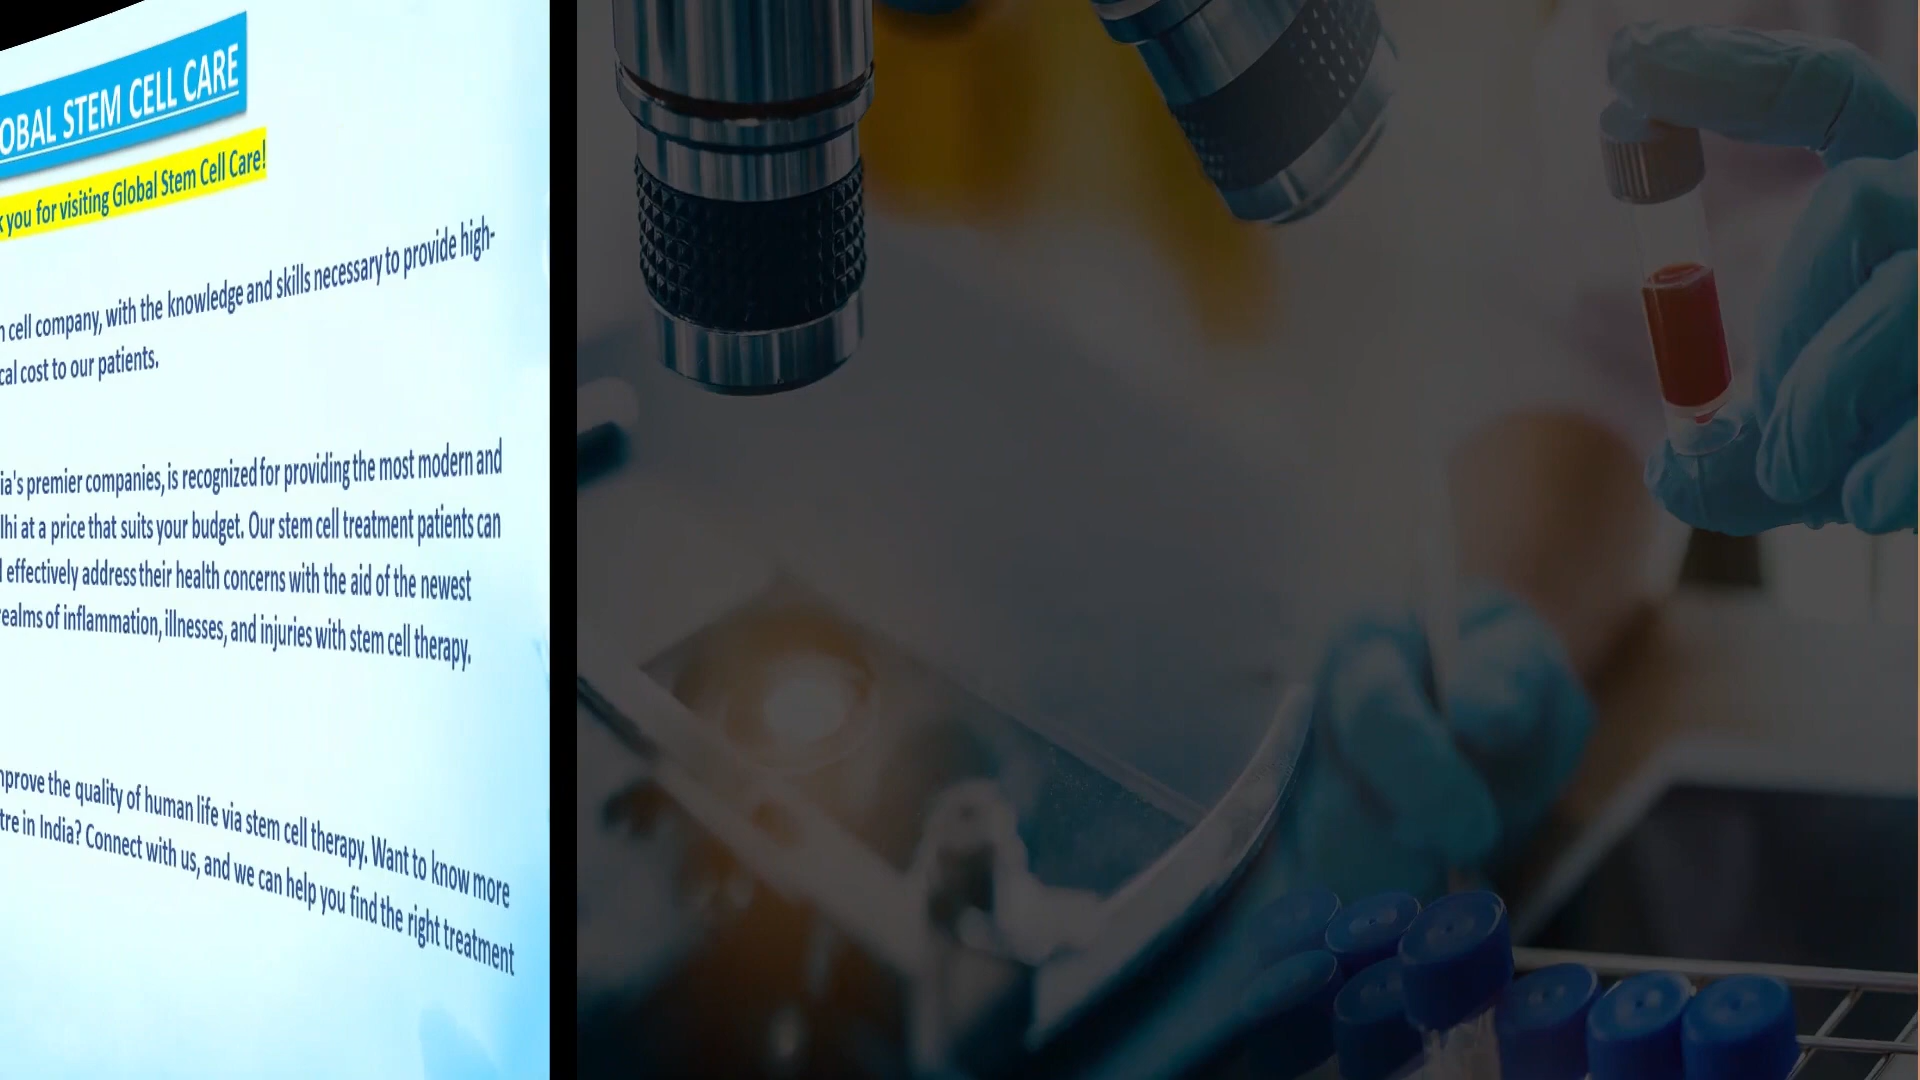 OBAL STEM CELL CARE
you for visiting Global Stem Cell Care!
cell company, with the knowledge and skills necessary to provide high-
cal cost to our patients.
ia's premier companies, is recognized for providing the most modern and
lhi at a price that suits your budget. Our stem cell treatment patients can
effectively address their health concerns with the aid of the newest
ealms of inflammation, illnesses, and injuries with stem cell therapy.
prove the quality of human life via stem cell therapy. Want to know more
tre in India? Connect with us, and we can help you find the right treatment